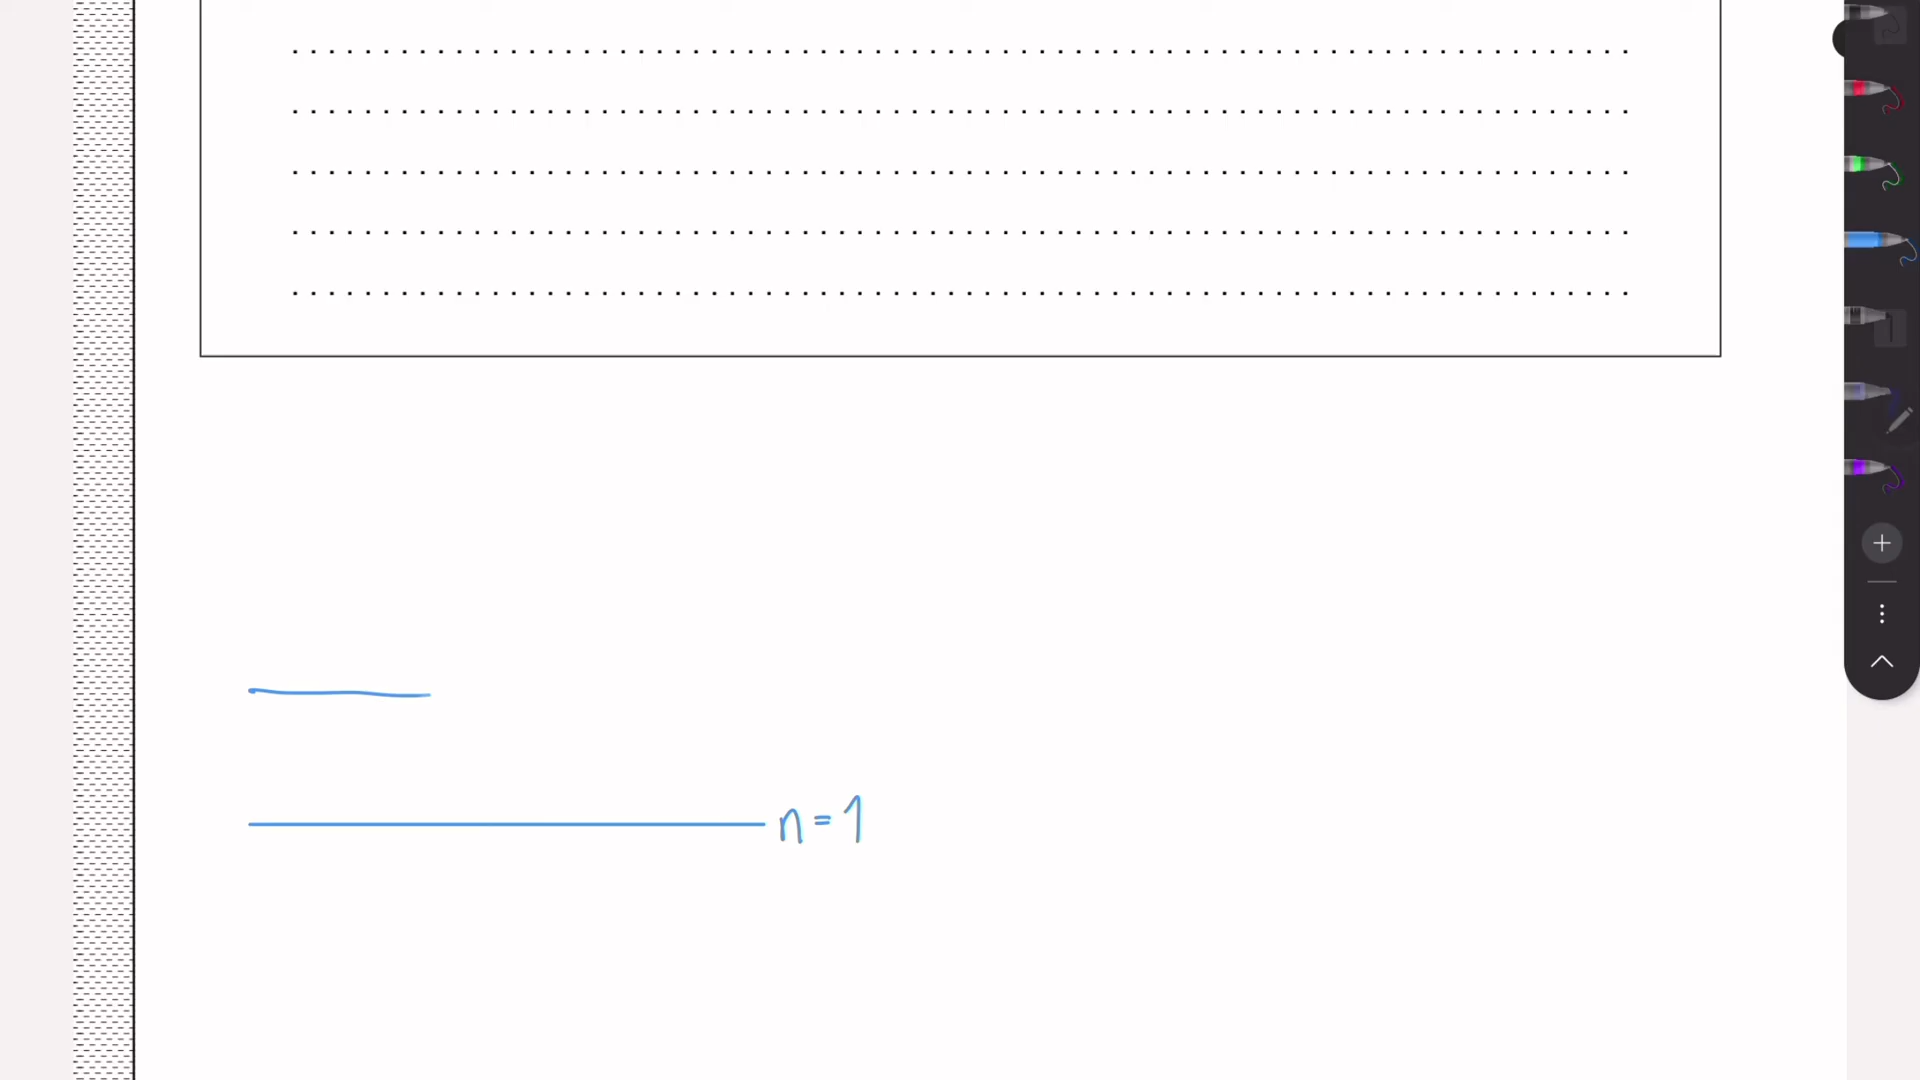 n = 1